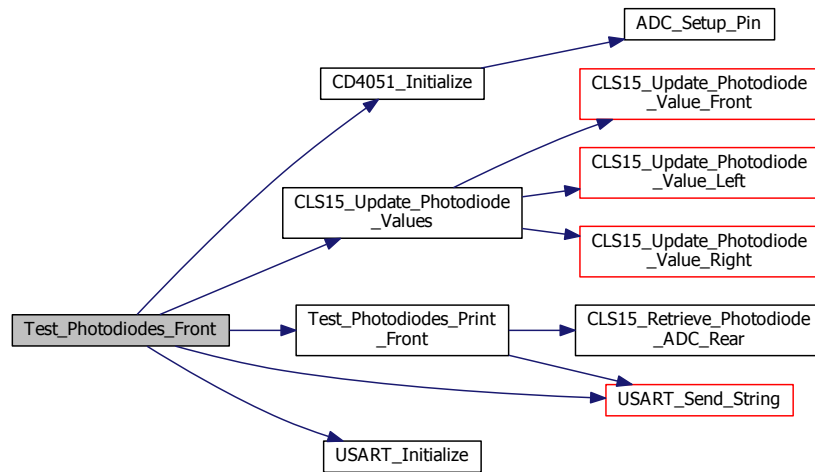 ADC_Setup_Pin
CD4051_Initialize
CLS15_Update_Photodiode
_Value_Front
CLS15_Update_Photodiode
_Value_Left
CLS15_Update_Photodiode
_Values
CLS15_Update_Photodiode
_Value_Right
Test_Photodiodes_Front
Test_Photodiodes_Print
_Front
CLS15_Retrieve_Photodiode
_ADC_Rear
USART_Send_String
USART_Initialize